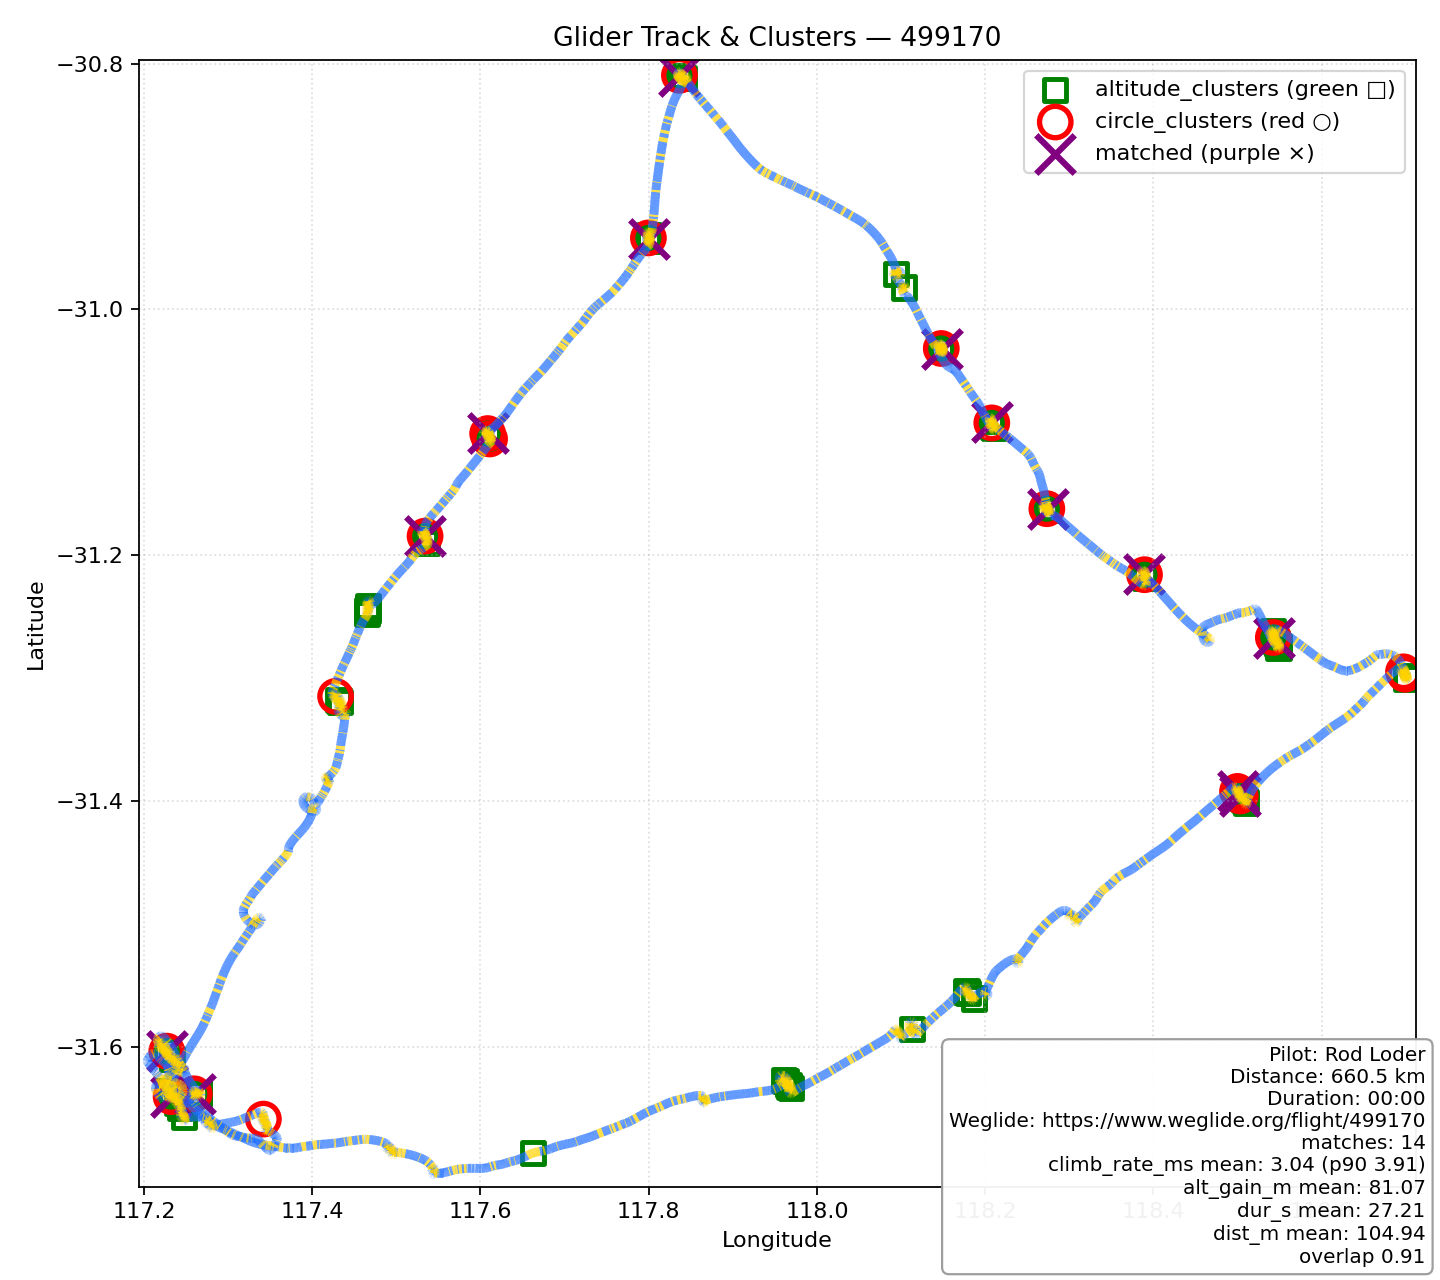 Glider Track & Clusters — 499170
altitude_clusters (green □)
circle_clusters (red ○)
matched (purple ×)
−30.8
−31.0
−31.2
−31.4
−31.6
Latitude
117.2
117.4
117.6
117.8
118.0
118.2
118.4
Longitude
Pilot: Rod Loder
Distance: 660.5 km
Duration: 00:00
Weglide: https://www.weglide.org/flight/499170
matches: 14
climb_rate_ms mean: 3.04 (p90 3.91)
alt_gain_m mean: 81.07
dur_s mean: 27.21
dist_m mean: 104.94
overlap 0.91